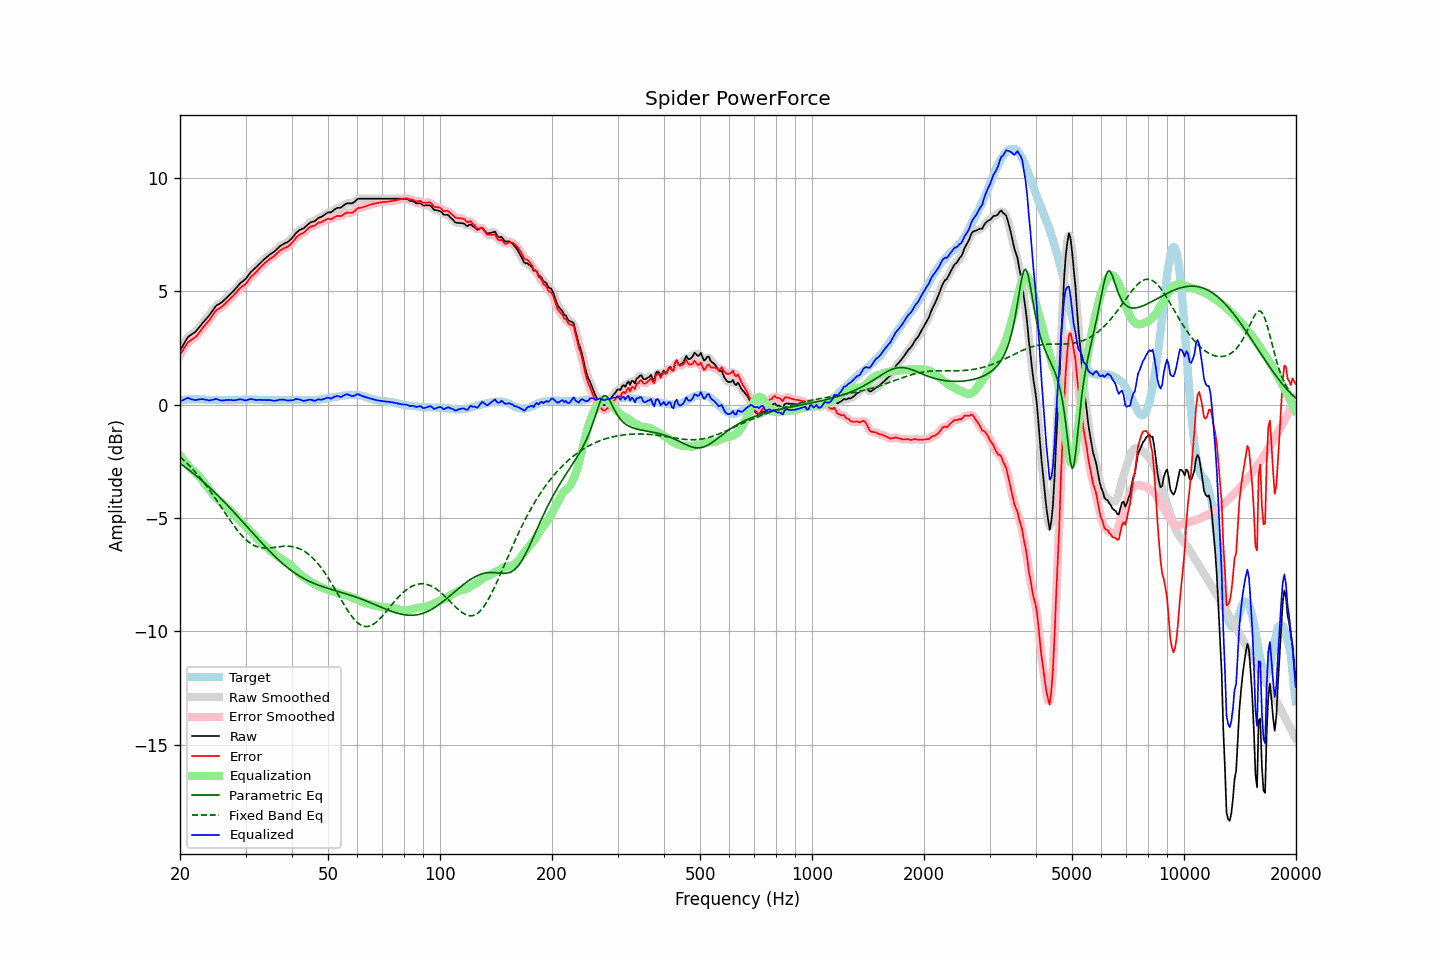 Spider PowerForce
Amplitude (dBr)
10
5
0
−5
−10
−15
Target
Raw Smoothed
Error Smoothed
Raw
Error
Equalization
Parametric Eq
Fixed Band Eq
Equalized
20
50
100
200
500
1000
2000
5000
10000
20000
Frequency (Hz)